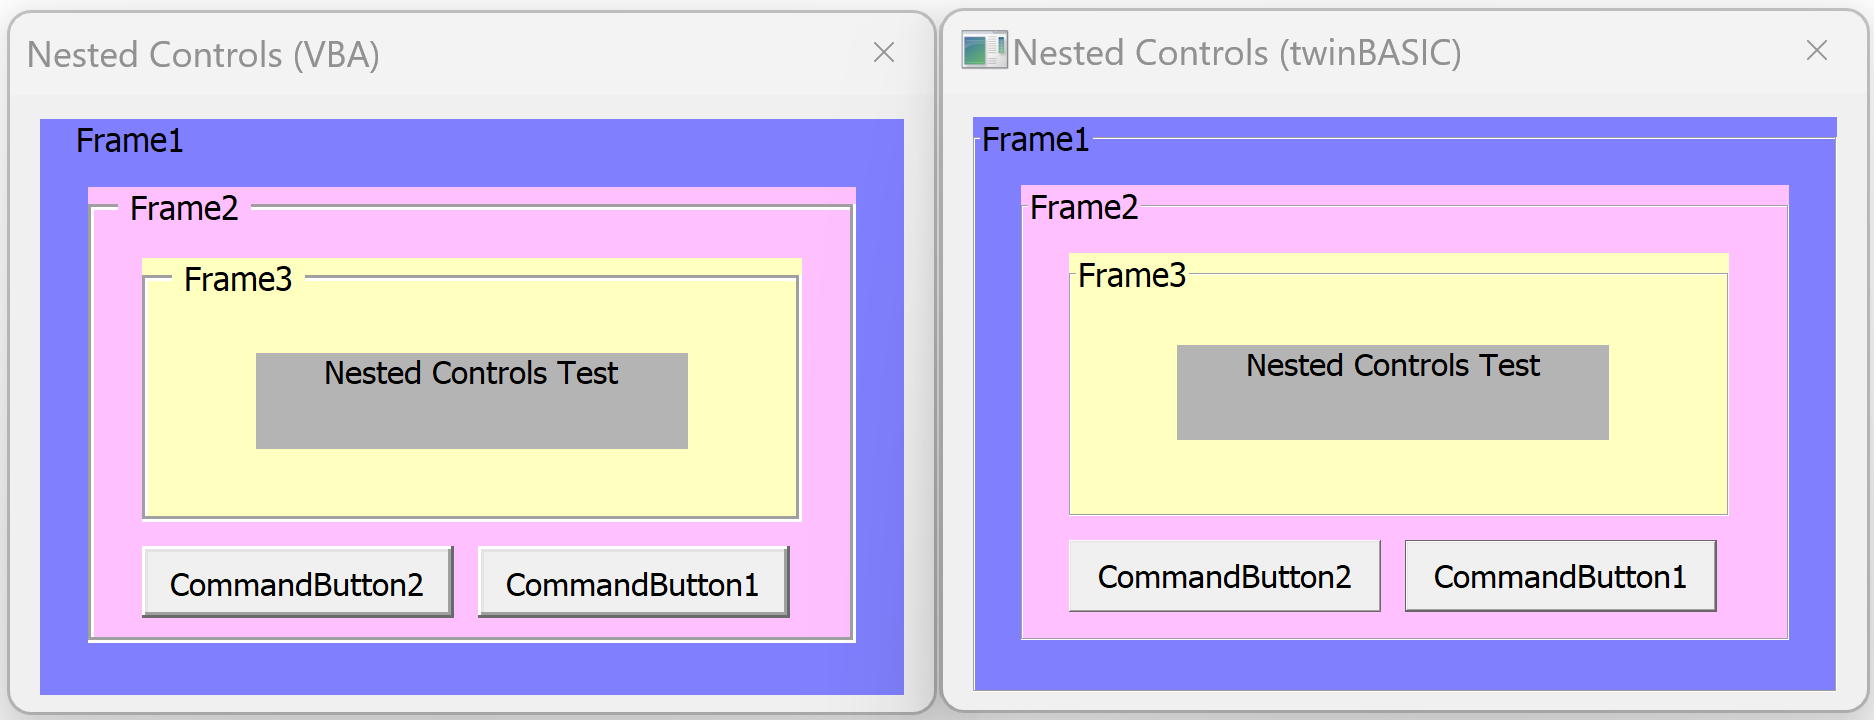 Nested Controls (VBA)
Frame1
Frame2
Frame3
Nested Controls Test
CommandButton2
CommandButton1
Nested Controls (twinBASIC)
Frame1
Frame2
Frame3
Nested Controls Test
CommandButton2
CommandButton1